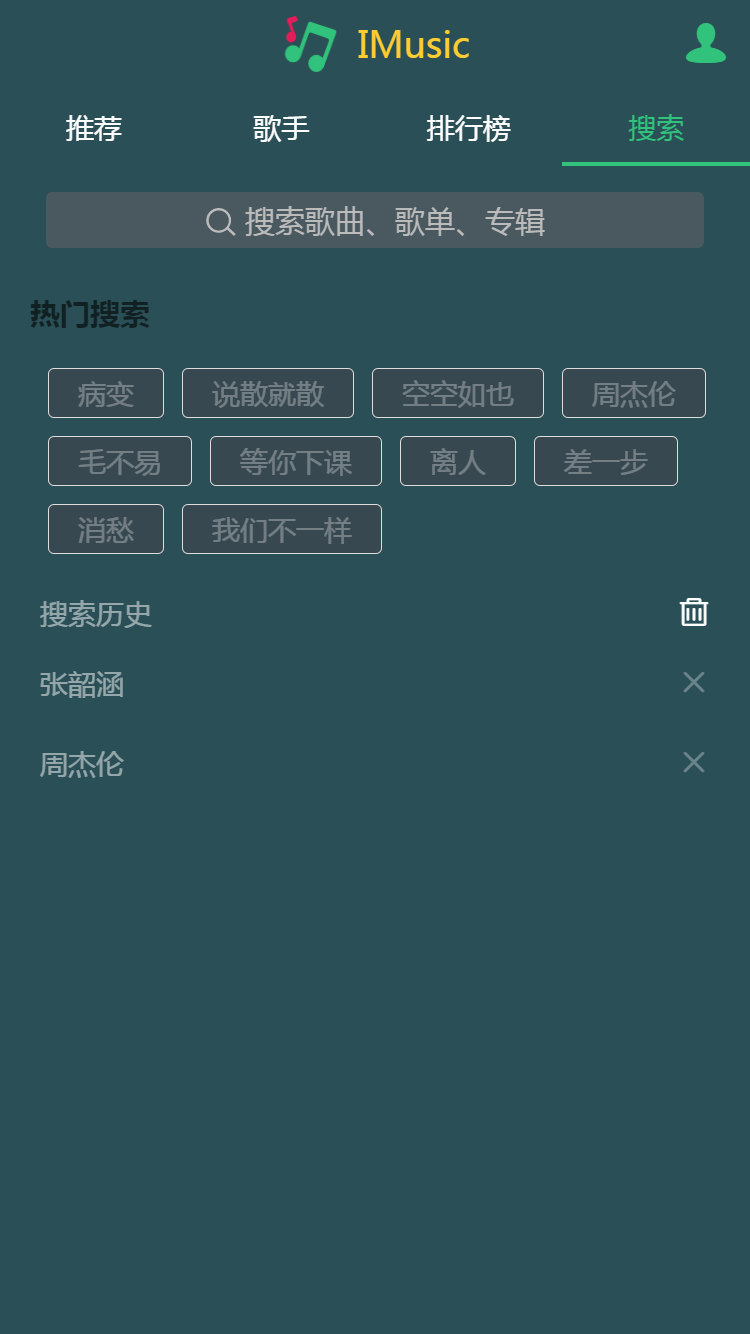 IMusic
推荐 歌手 排行榜 搜索
搜索歌曲、歌单、专辑
热门搜索
病变 说散就散 空空如也 周杰伦
毛不易 等你下课 离人 差一步
消愁 我们不一样
搜索历史
张韶涵
周杰伦